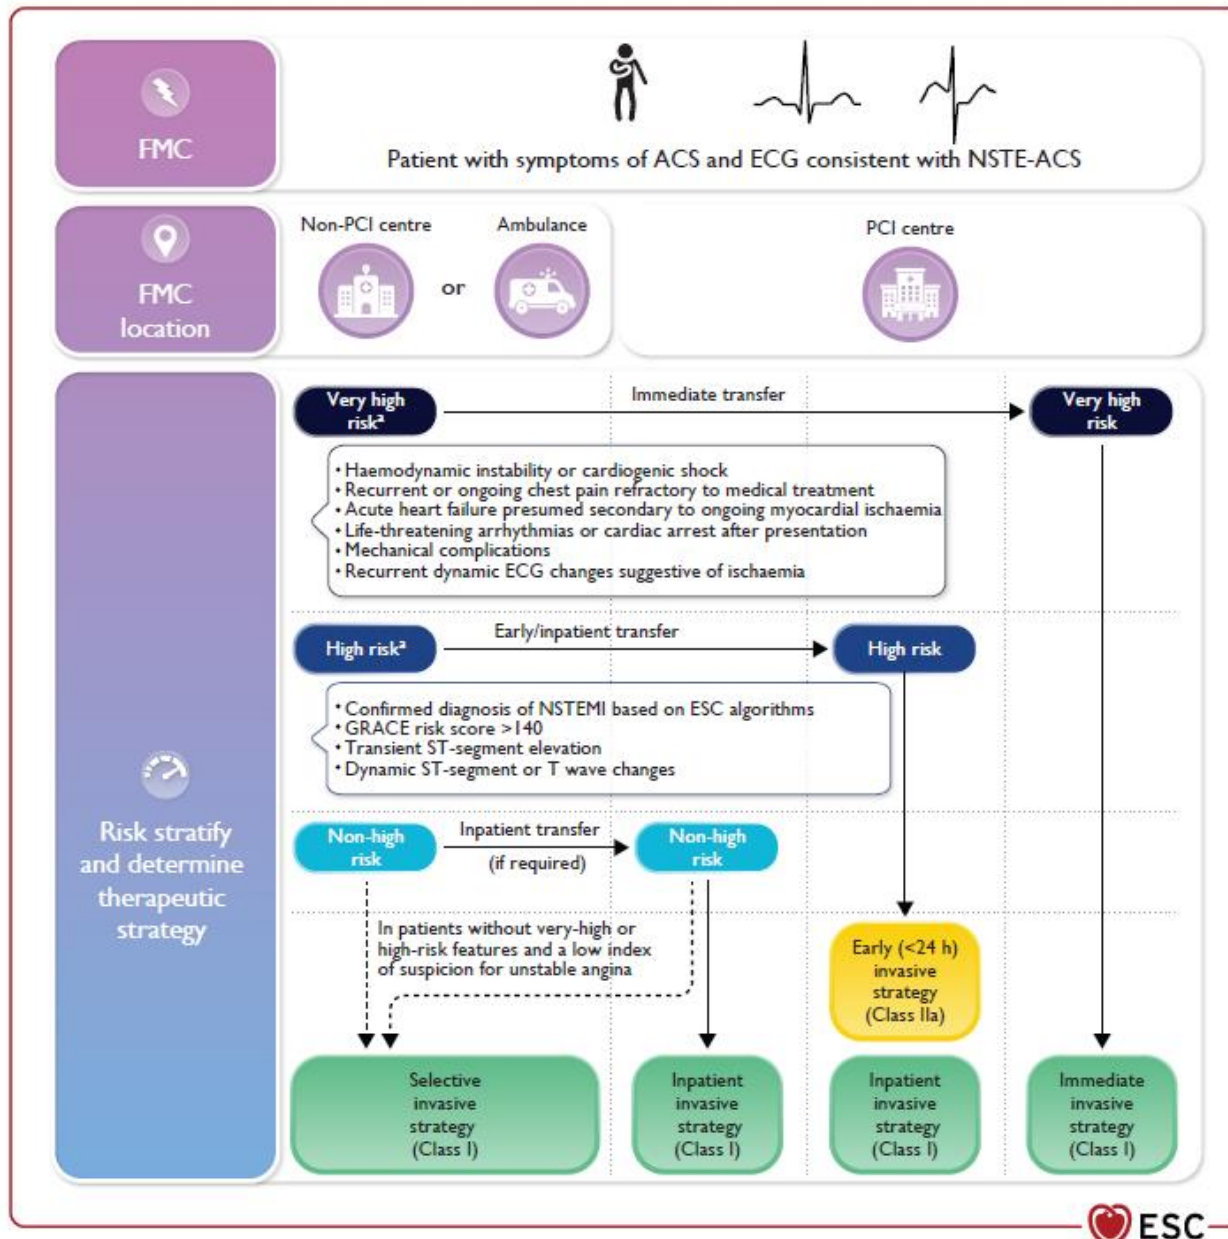 FMC
Patient with symptoms of ACS and ECG consistent with NSTE-ACS
FMC
location
Non-PCI centre
or
Ambulance
PCI centre
Risk stratify
and determine
therapeutic
strategy
Very high
riskª
Immediate transfer
Very high
risk
• Haemodynamic instability or cardiogenic shock
• Recurrent or ongoing chest pain refractory to medical treatment
• Acute heart failure presumed secondary to ongoing myocardial ischaemia
• Life-threatening arrhythmias or cardiac arrest after presentation
• Mechanical complications
• Recurrent dynamic ECG changes suggestive of ischaemia
High riskª
Early/inpatient transfer
High risk
• Confirmed diagnosis of NSTEMI based on ESC algorithms
• GRACE risk score >140
• Transient ST-segment elevation
• Dynamic ST-segment or T wave changes
Non-high
risk
Inpatient transfer
(if required)
Non-high
risk
In patients without very-high or
high-risk features and a low index
of suspicion for unstable angina
Early (<24 h)
invasive
strategy
(Class IIa)
Selective
invasive
strategy
(Class I)
Inpatient
invasive
strategy
(Class I)
Inpatient
invasive
strategy
(Class I)
Immediate
invasive
strategy
(Class I)
ESC